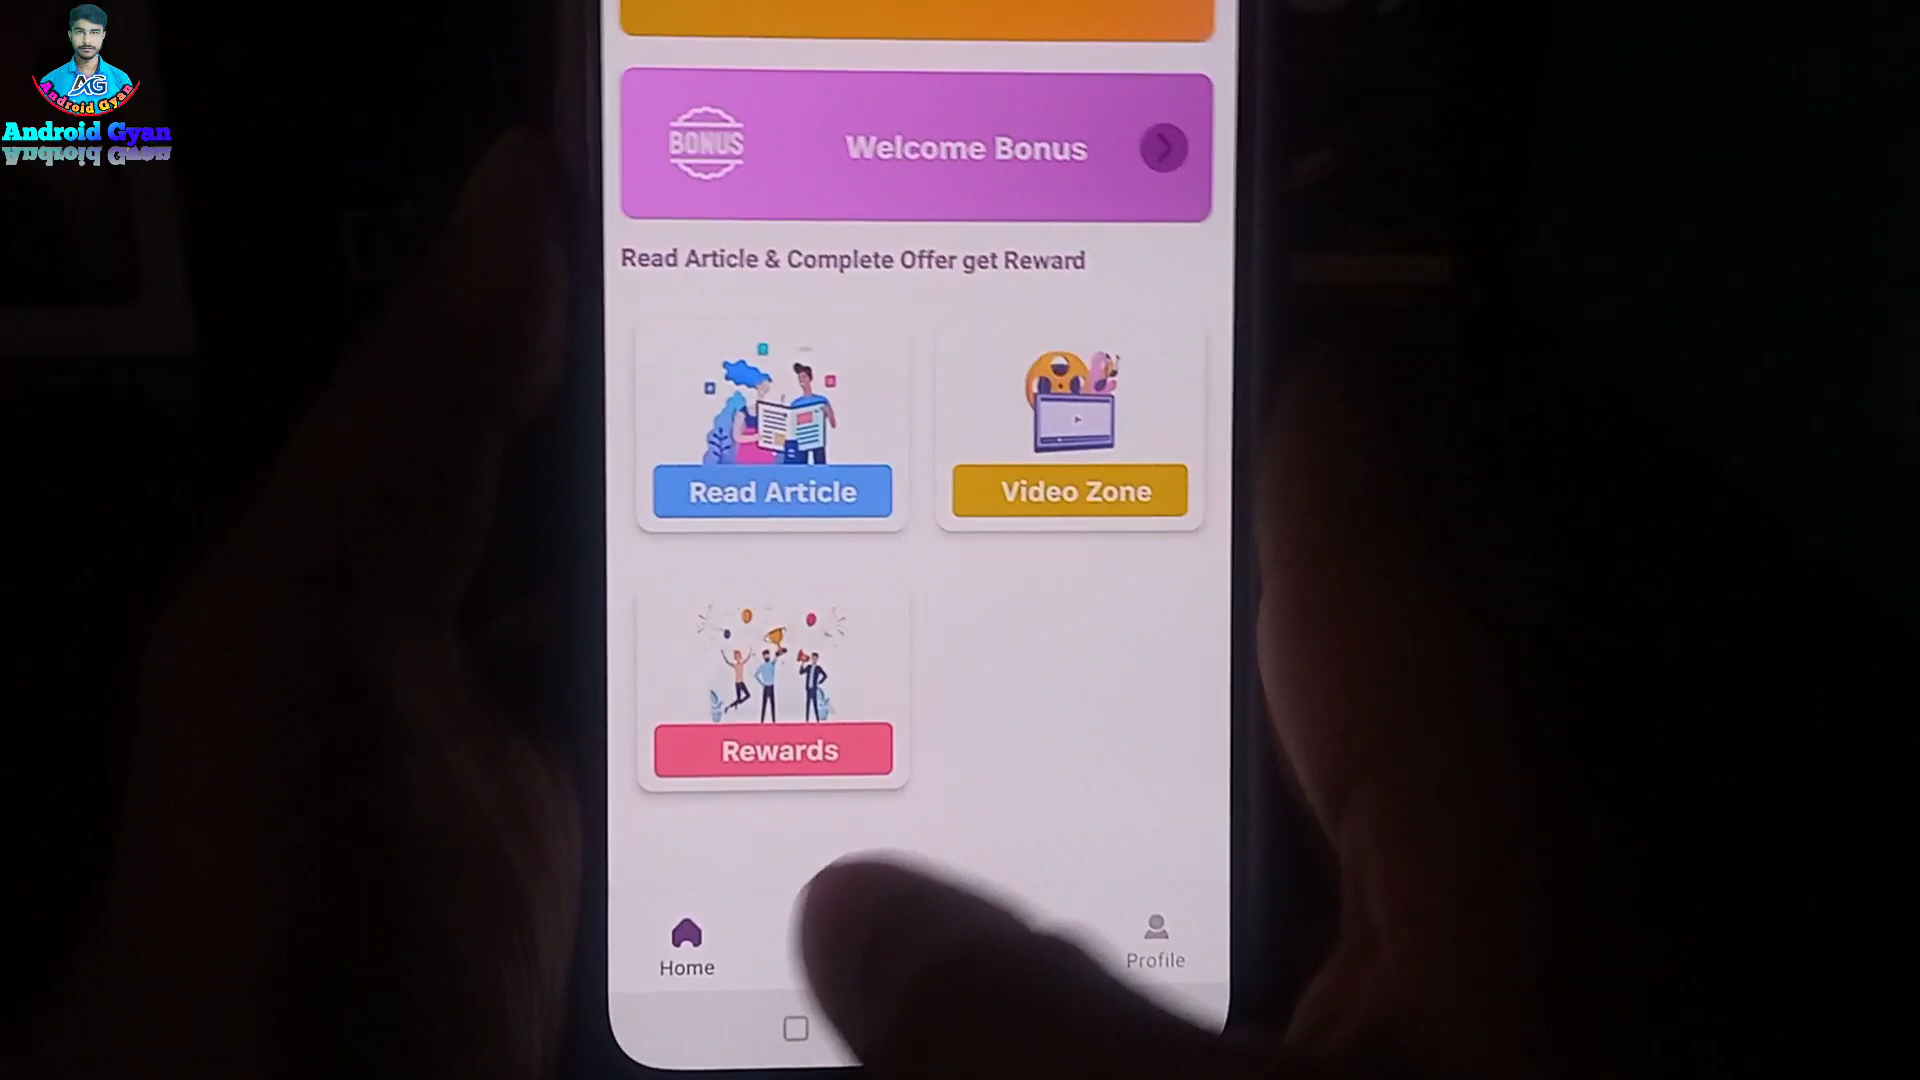 AG
Android Gyan
Android Gyan
BONUS
Welcome Bonus
Read Article & Complete Offer get Reward
Read Article
Video Zone
Rewards
Home
Profile